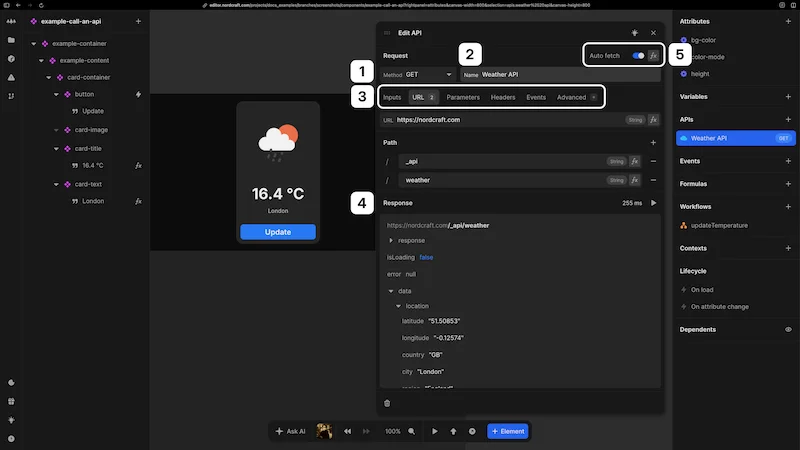 editor.nordcraft.com/projects/docs_examples/branches/screenshots/components/example-call-an-api?rightpanel=attributes&canvas-width=800&selection=apis.weather%20api&canvas-height=800
example-call-an-api
example-container
example-content
card-container
button
Update
card-image
card-title
16.4 °C fx
card-text
London fx
16.4 °C
London
Update
Edit API
Request
Auto fetch fx
5
1
Method GET
2
Name Weather API
3
Inputs URL 2 Parameters Headers Events Advanced
URL https://nordcraft.com String fx
Path
/ _api String fx
/ weather String fx
4
Response 255 ms
https://nordcraft.com/_api/weather
response
isLoading false
error null
data
location
latitude "51.50853"
longitude "-0.12574"
country "GB"
city "London"
region "England"
Ask AI 100% + Element
Attributes
bg-color
color-mode
height
Variables
APIs
Weather API GET
Events
Formulas
Workflows
updateTemperature
Contexts
Lifecycle
On load
On attribute change
Dependents